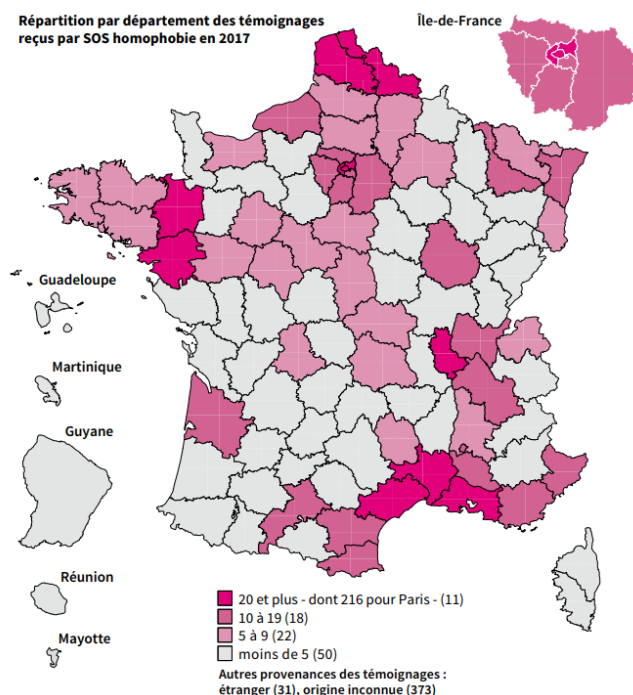 Répartition par département des témoignages
reçus par SOS homophobie en 2017
Île-de-France
Guadeloupe
Martinique
Guyane
Réunion
Mayotte
20 et plus - dont 216 pour Paris - (11)
10 à 19 (18)
5 à 9 (22)
moins de 5 (50)
Autres provenances des témoignages :
étranger (31), origine inconnue (373)